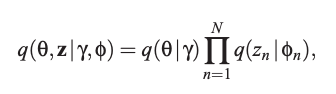 q(θ, z | γ, ϕ) = q(θ | γ) ∏_{n=1}^{N} q(z_n | ϕ_n),